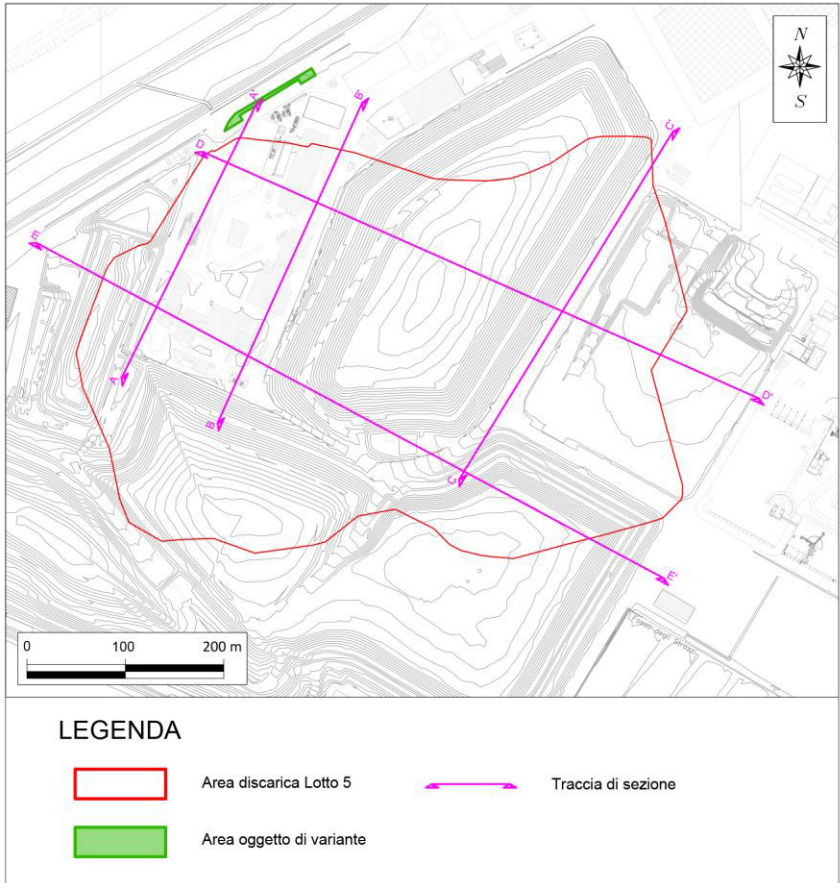 N
S
A'
B'
C'
D
E
A
B
C
D'
E'
0 100 200 m
LEGENDA
Area discarica Lotto 5
Traccia di sezione
Area oggetto di variante